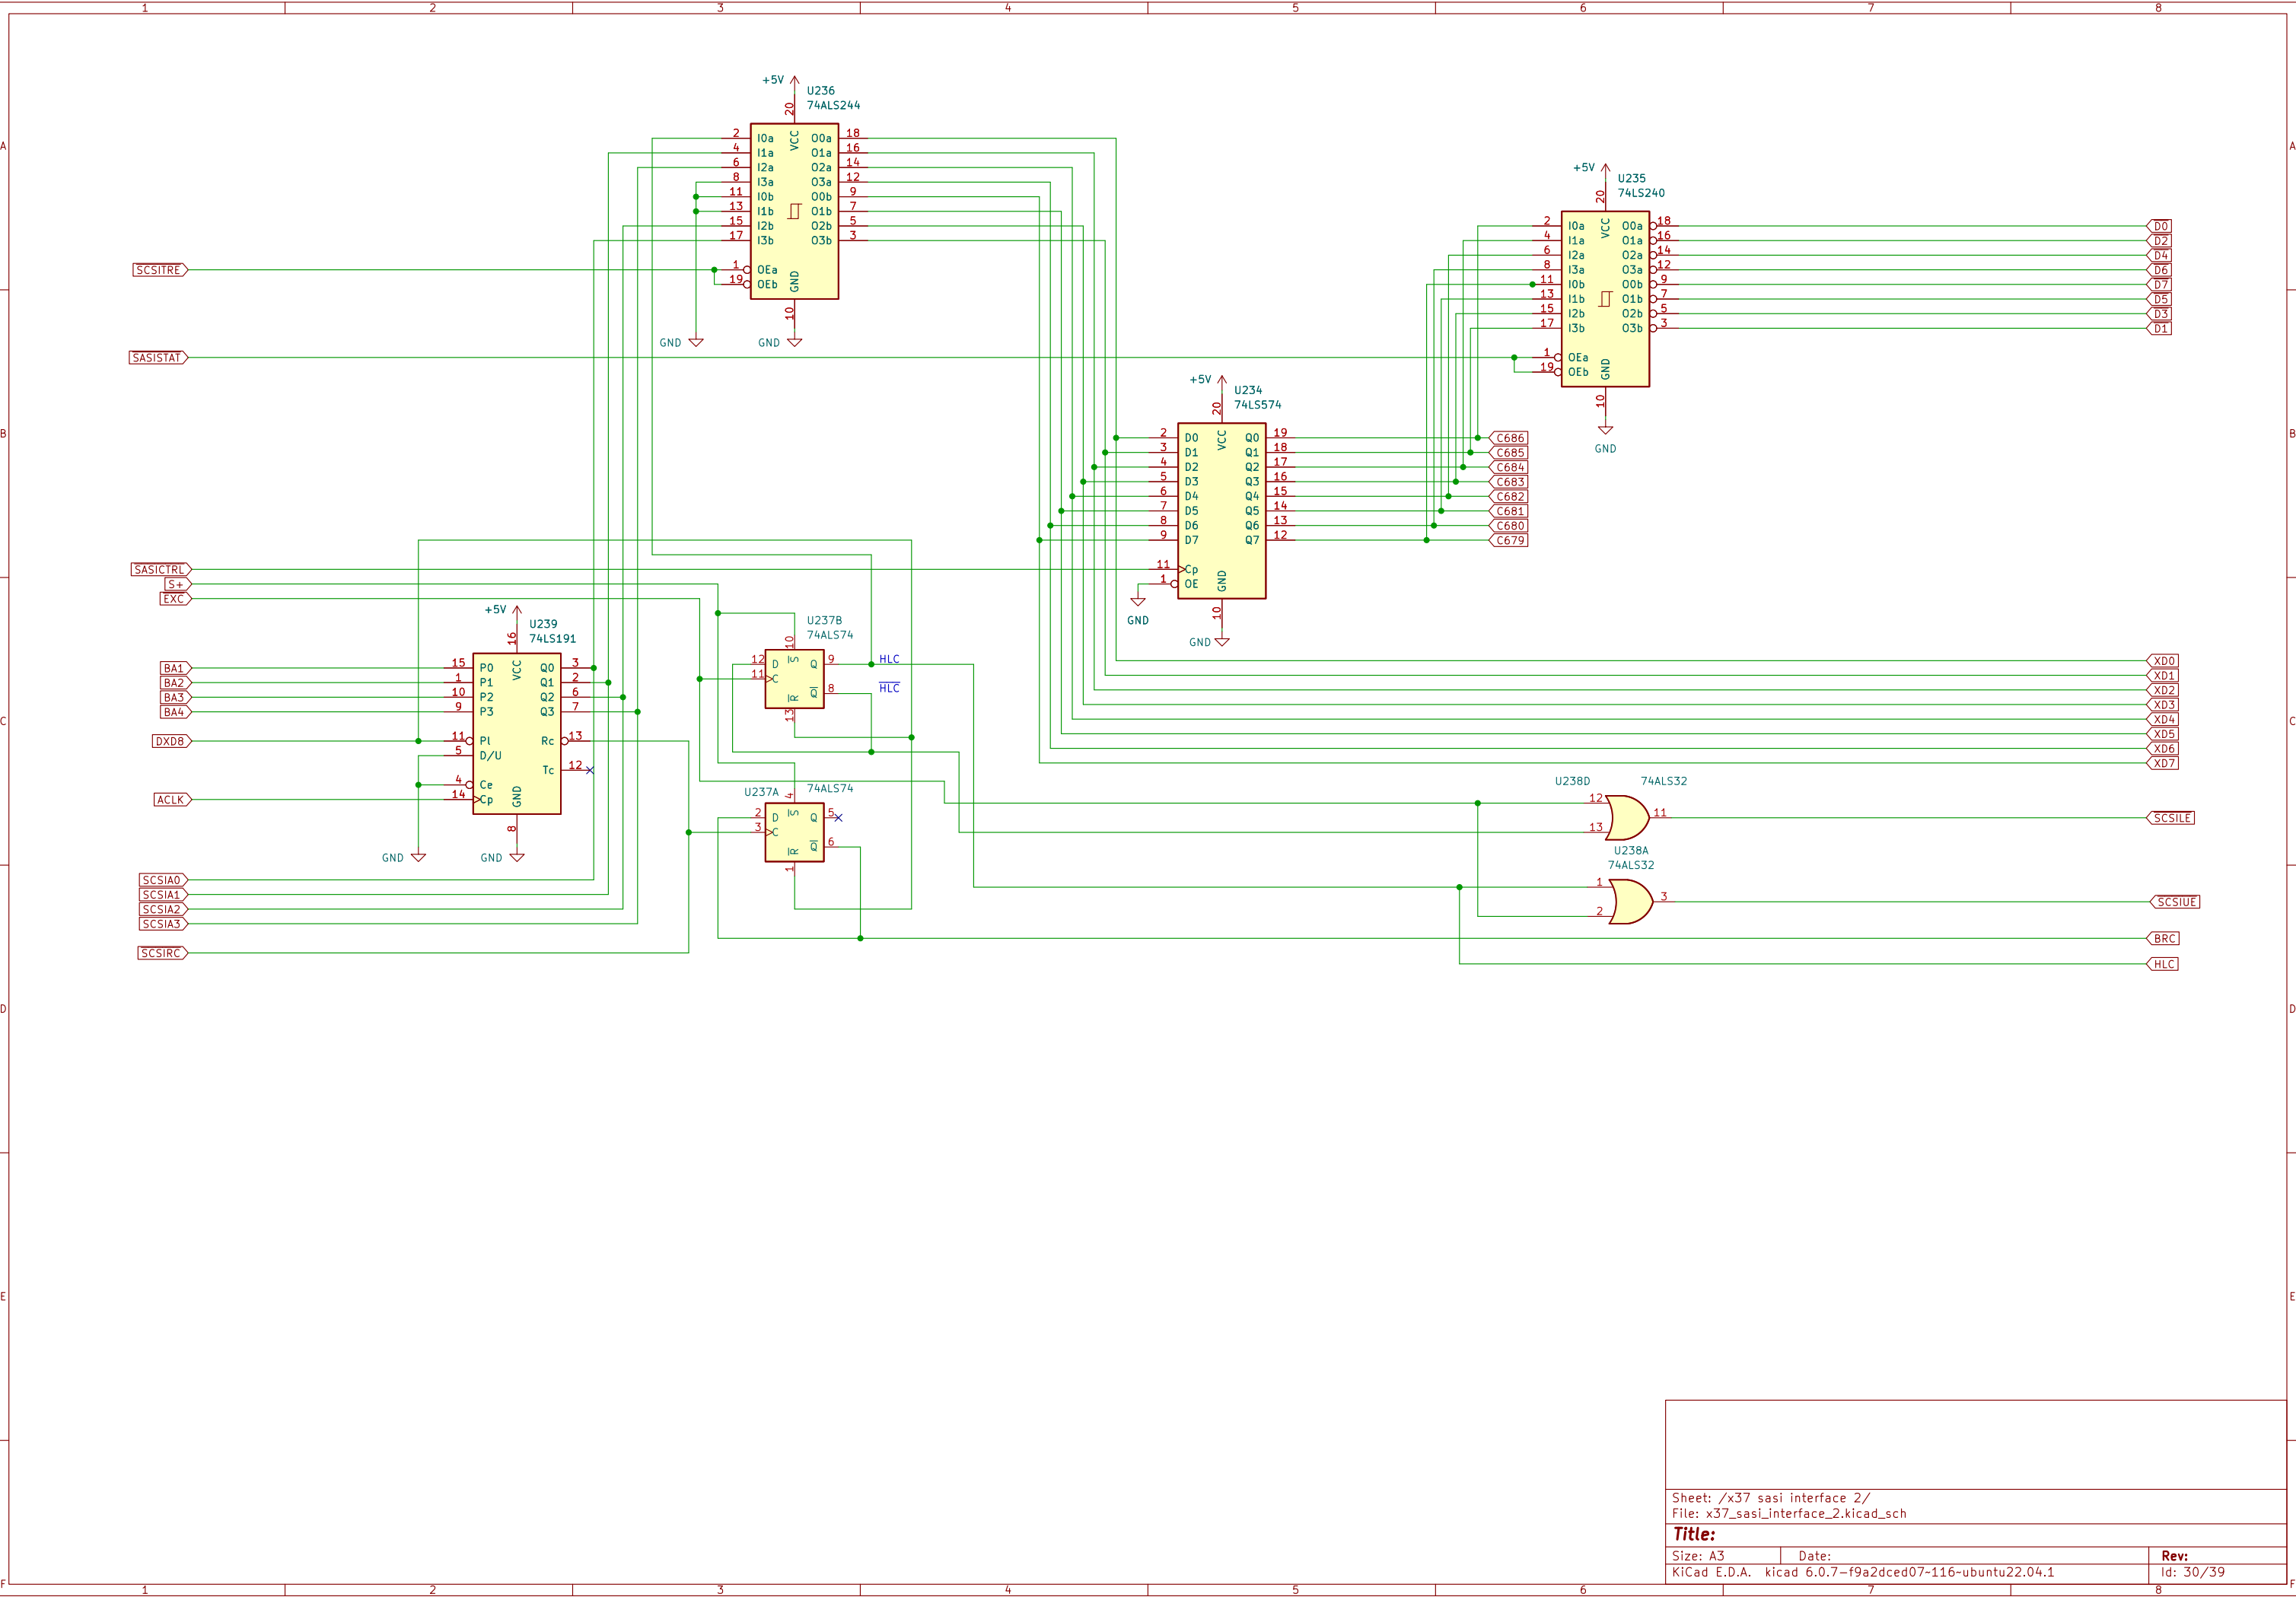 1 2 3 4 5 6 7 8
A A
B B
C C
D D
E E
F F
+5V
U236
74ALS244
20
VCC
2 I0a O0a 18
4 I1a O1a 16
6 I2a O2a 14
8 I3a O3a 12
11 I0b O0b 9
13 I1b O1b 7
15 I2b O2b 5
17 I3b O3b 3
1 OEa
19 OEb
GND
10
GND GND
SCSITRE
SASISTAT
+5V
U235
74LS240
20
VCC
2 I0a O0a 18 D0
4 I1a O1a 16 D2
6 I2a O2a 14 D4
8 I3a O3a 12 D6
11 I0b O0b 9 D7
13 I1b O1b 7 D5
15 I2b O2b 5 D3
17 I3b O3b 3 D1
1 OEa
19 OEb
GND
10
GND
+5V
U234
74LS574
20
VCC
2 D0 Q0 19 C686
3 D1 Q1 18 C685
4 D2 Q2 17 C684
5 D3 Q3 16 C683
6 D4 Q4 15 C682
7 D5 Q5 14 C681
8 D6 Q6 13 C680
9 D7 Q7 12 C679
11 Cp
1 OE
GND
10
GND
GND
SASICTRL
S+
EXC
+5V
U239
74LS191
16
VCC
BA1 15 P0 Q0 3
BA2 1 P1 Q1 2
BA3 10 P2 Q2 6
BA4 9 P3 Q3 7
DXD8 11 Pl Rc 13
5 D/U
Tc 12
4 Ce
ACLK 14 Cp
GND
8
GND GND
U237B
74ALS74
10
12 D S Q 9 HLC
11 C
R Q 8 HLC
13
U237A 74ALS74
4
2 D S Q 5
3 C
R Q 6
1
XD0
XD1
XD2
XD3
XD4
XD5
XD6
XD7
U238D 74ALS32
12
13
11 SCSILE
U238A
74ALS32
1
2
3 SCSIUE
BRC
HLC
SCSIA0
SCSIA1
SCSIA2
SCSIA3
SCSIRC
Sheet: /x37 sasi interface 2/
File: x37_sasi_interface_2.kicad_sch
Title:
Size: A3 Date: Rev:
KiCad E.D.A. kicad 6.0.7-f9a2dced07~116~ubuntu22.04.1 Id: 30/39
1 2 3 4 5 6 7 8